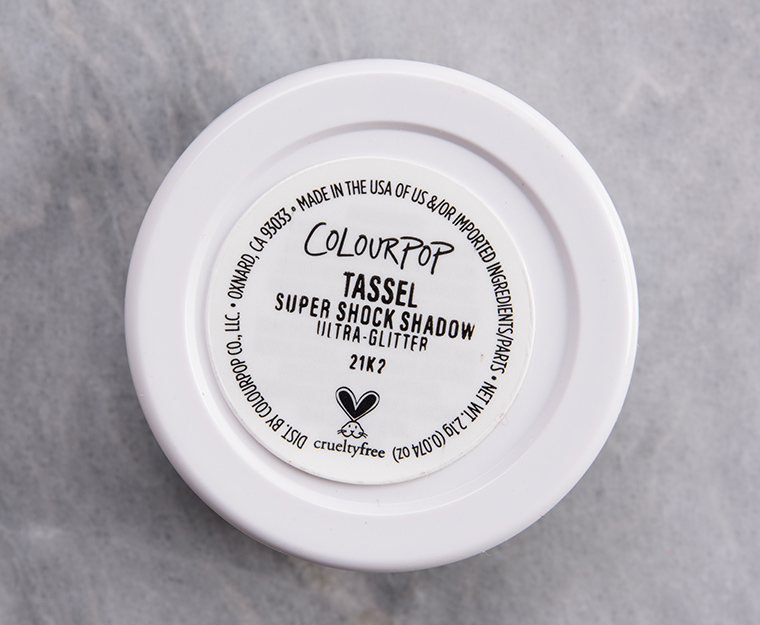 COLOURPOP
TASSEL
SUPER SHOCK SHADOW
ULTRA-GLITTER
21K2
crueltyfree
DIST. BY COLOURPOP CO., LLC. • OXNARD, CA 93033 • MADE IN THE USA OF US &/OR IMPORTED INGREDIENTS/PARTS • NET WT. 2.1g (0.074 oz)